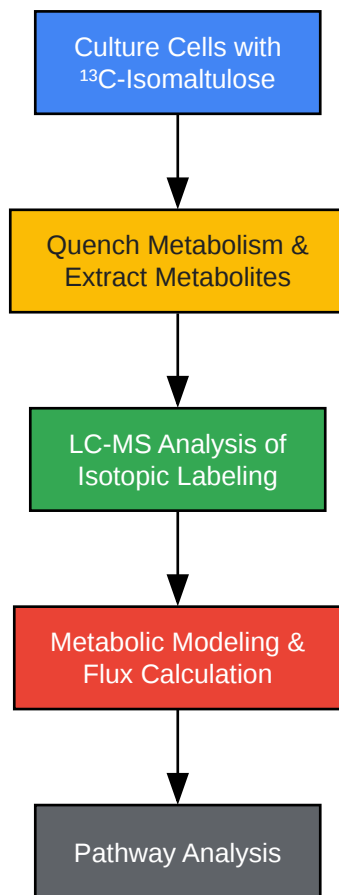 Culture Cells with
¹³C-Isomaltulose
Quench Metabolism &
Extract Metabolites
LC-MS Analysis of
Isotopic Labeling
Metabolic Modeling &
Flux Calculation
Pathway Analysis